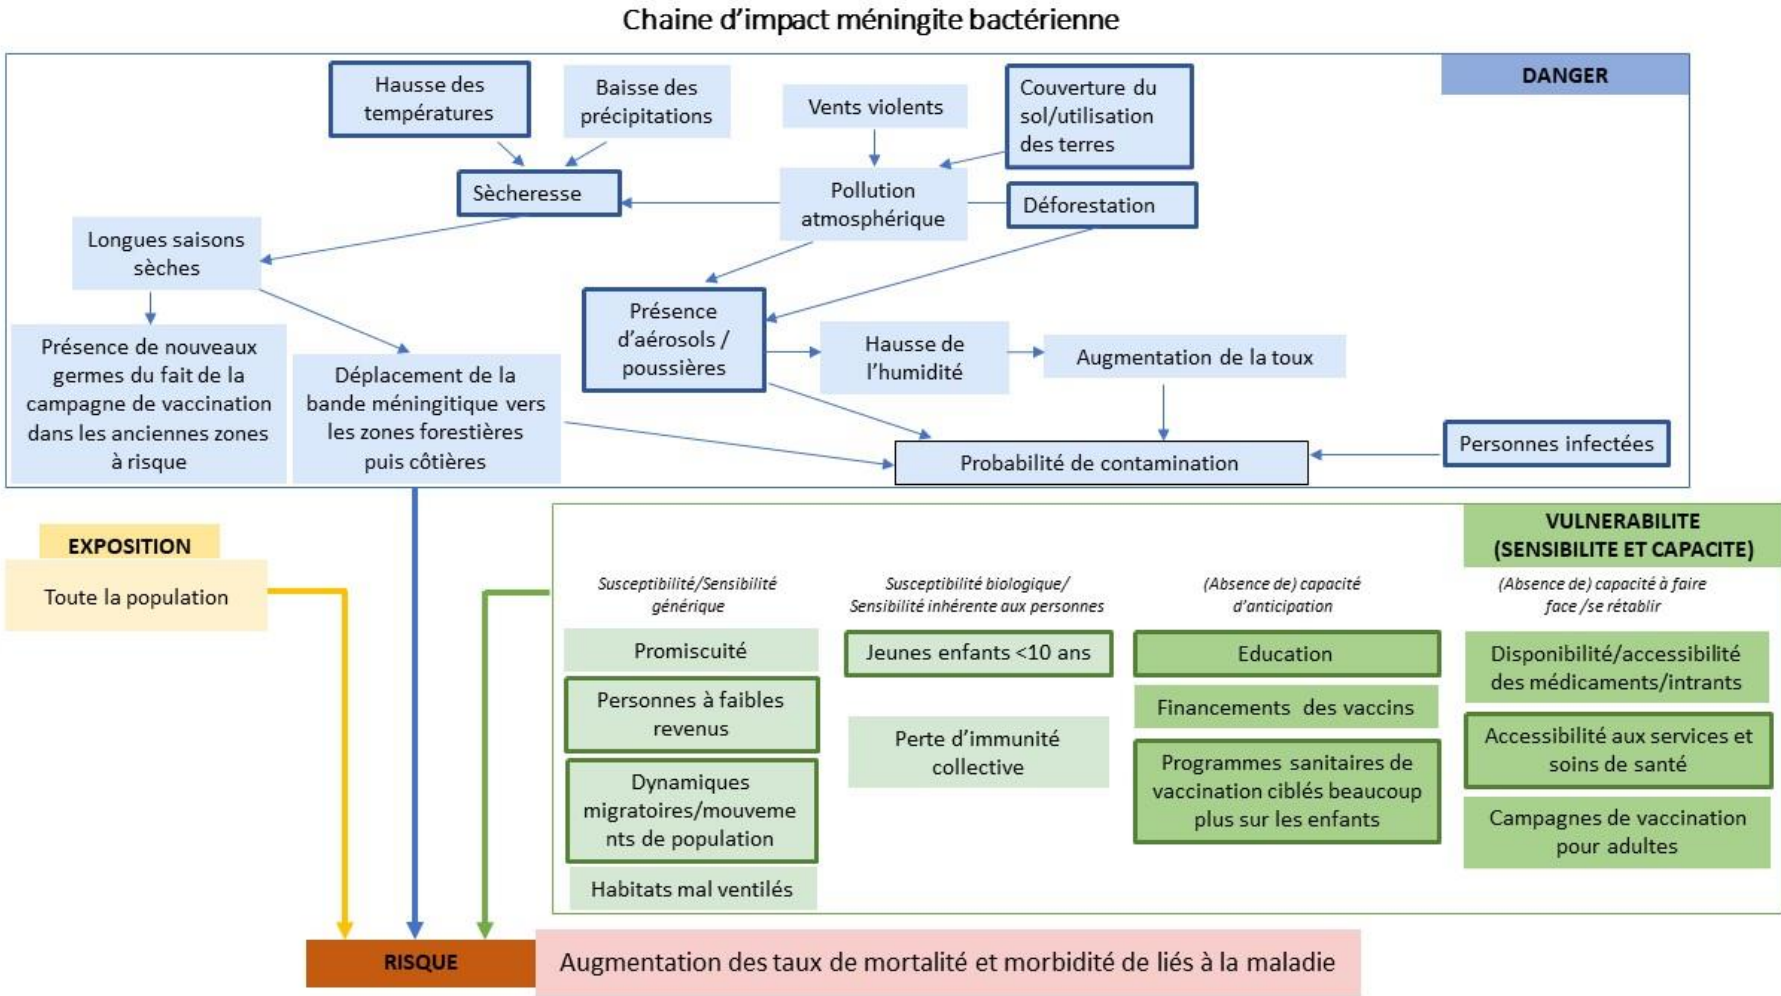 Chaine d'impact méningite bactérienne
DANGER
Hausse des
températures
Baisse des
précipitations
Vents violents
Couverture du
sol/utilisation
des terres
Sècheresse
Pollution
atmosphérique
Déforestation
Longues saisons
sèches
Présence
d'aérosols /
poussières
Hausse de
l'humidité
Augmentation de la toux
Présence de nouveaux
germes du fait de la
campagne de vaccination
dans les anciennes zones
à risque
Déplacement de la
bande méningitique vers
les zones forestières
puis côtières
Probabilité de contamination
Personnes infectées
EXPOSITION
Toute la population
VULNERABILITE
(SENSIBILITE ET CAPACITE)
Susceptibilité/Sensibilité
générique
Susceptibilité biologique/
Sensibilité inhérente aux personnes
(Absence de) capacité
d'anticipation
(Absence de) capacité à faire
face /se rétablir
Promiscuité
Personnes à faibles
revenus
Dynamiques
migratoires/mouveme
nts de population
Habitats mal ventilés
Jeunes enfants <10 ans
Perte d'immunité
collective
Education
Financements des vaccins
Programmes sanitaires de
vaccination ciblés beaucoup
plus sur les enfants
Disponibilité/accessibilité
des médicaments/intrants
Accessibilité aux services et
soins de santé
Campagnes de vaccination
pour adultes
RISQUE
Augmentation des taux de mortalité et morbidité de liés à la maladie